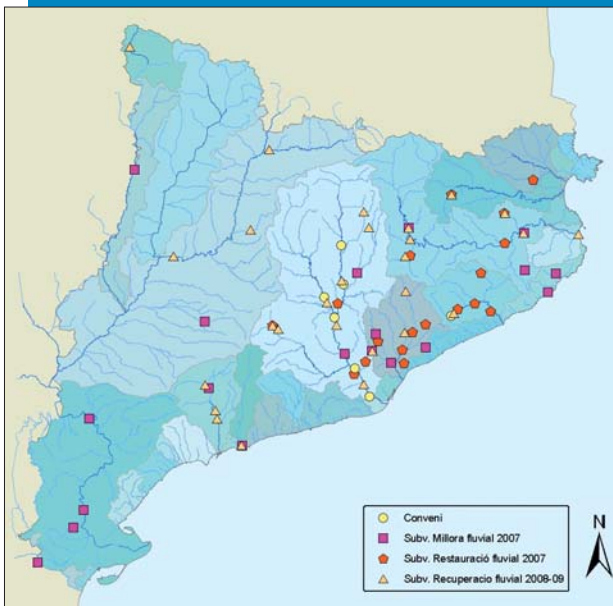 Conveni
Subv. Millora fluvial 2007
Subv. Restauració fluvial 2007
Subv. Recuperacio fluvial 2008-09
N